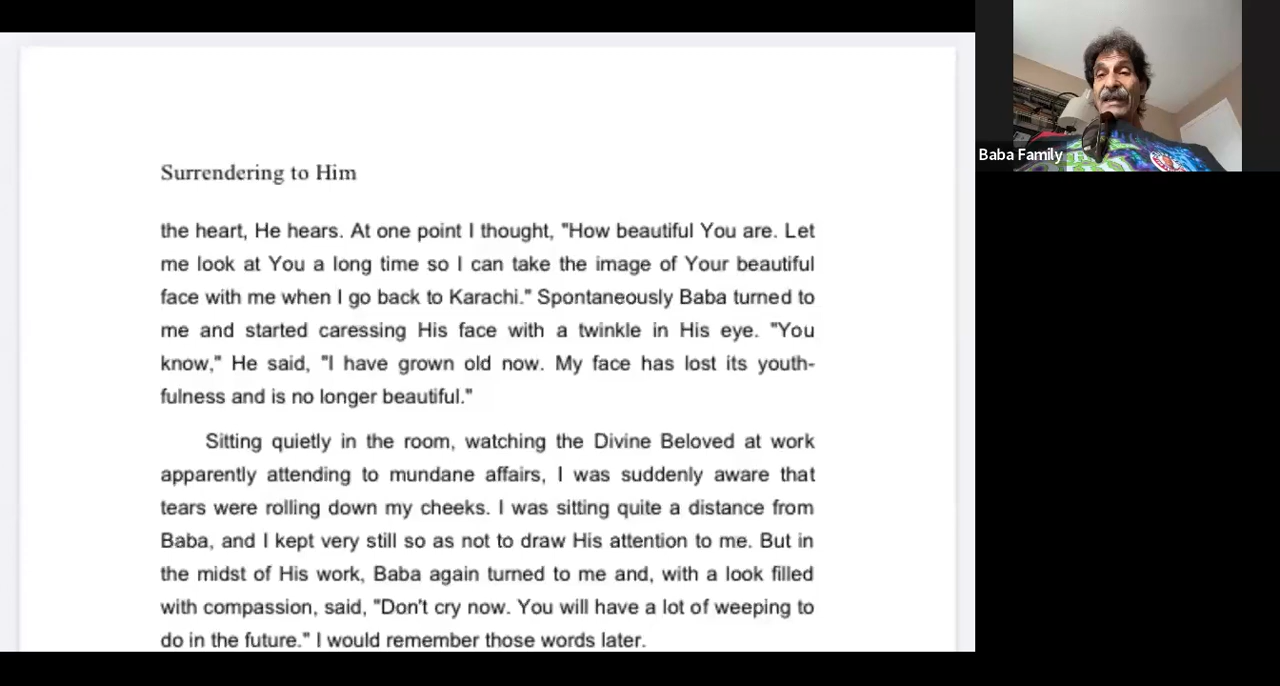 Surrendering to Him
the heart, He hears. At one point I thought, "How beautiful You are. Let
me look at You a long time so I can take the image of Your beautiful
face with me when I go back to Karachi." Spontaneously Baba turned to
me and started caressing His face with a twinkle in His eye. "You
know," He said, "I have grown old now. My face has lost its youth-
fulness and is no longer beautiful."
Sitting quietly in the room, watching the Divine Beloved at work
apparently attending to mundane affairs, I was suddenly aware that
tears were rolling down my cheeks. I was sitting quite a distance from
Baba, and I kept very still so as not to draw His attention to me. But in
the midst of His work, Baba again turned to me and, with a look filled
with compassion, said, "Don't cry now. You will have a lot of weeping to
do in the future." I would remember those words later.
Baba Family